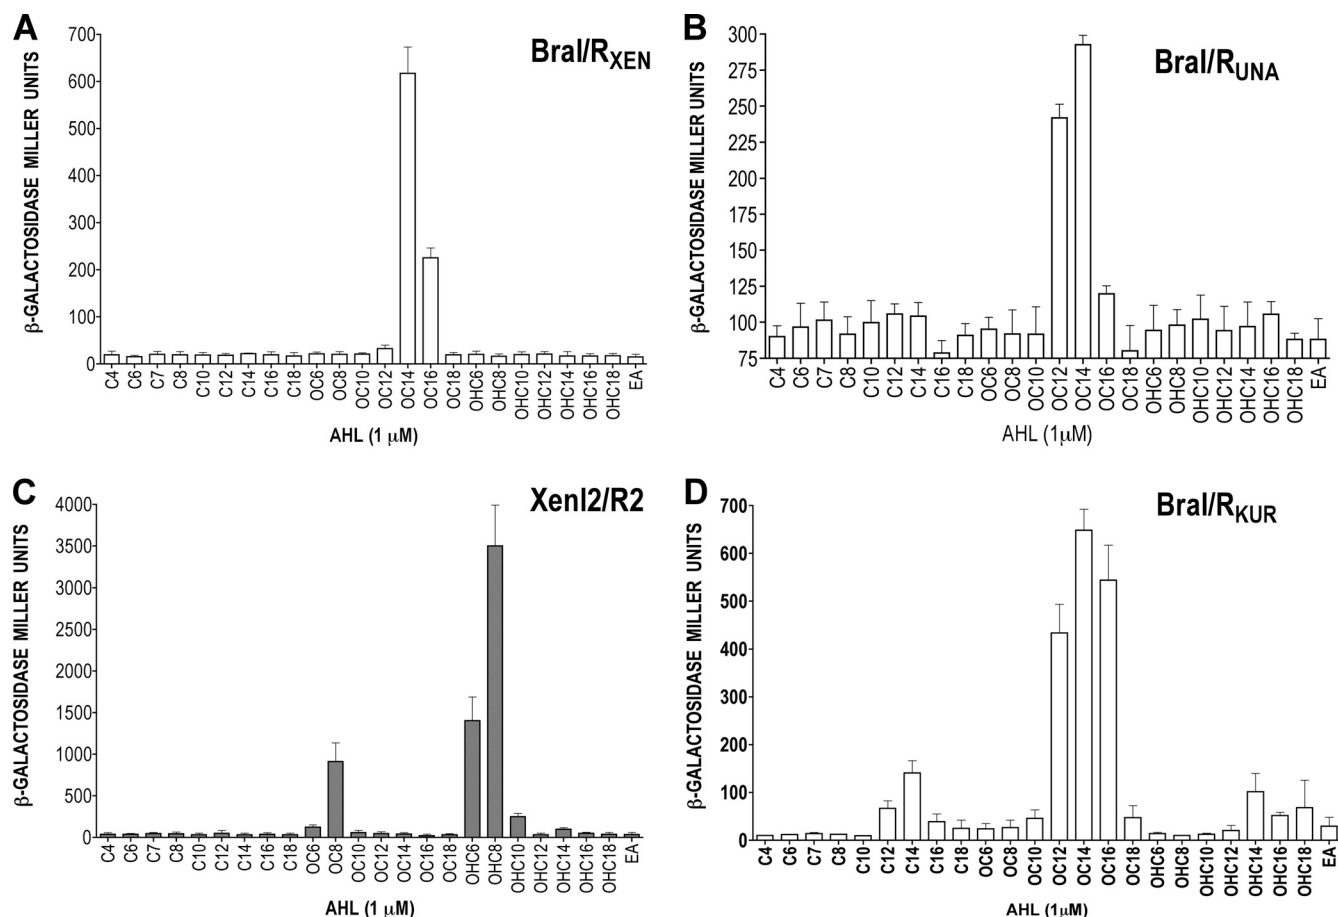 A
BraI/RXEN
β-GALACTOSIDASE MILLER UNITS
700
600
500
400
300
200
100
0
C4 C6 C7 C8 C10 C12 C14 C16 C18 OC6 OC8 OC10 OC12 OC14 OC16 OC18 OHC6 OHC8 OHC10 OHC12 OHC14 OHC16 OHC18 EA
AHL (1 μM)
B
BraI/RUNA
β-GALACTOSIDASE MILLER UNITS
300
275
250
225
200
175
150
125
100
75
C4 C6 C7 C8 C10 C12 C14 C16 C18 OC6 OC8 OC10 OC12 OC14 OC16 OC18 OHC6 OHC8 OHC10 OHC12 OHC14 OHC16 OHC18 EA
AHL (1μM)
C
XenI2/R2
β-GALACTOSIDASE MILLER UNITS
4000
3500
3000
2500
2000
1500
1000
500
0
C4 C6 C7 C8 C10 C12 C14 C16 C18 OC6 OC8 OC10 OC12 OC14 OC16 OC18 OHC6 OHC8 OHC10 OHC12 OHC14 OHC16 OHC18 EA
AHL (1 μM)
D
BraI/RKUR
β-GALACTOSIDASE MILLER UNITS
700
600
500
400
300
200
100
0
C4 C6 C7 C8 C10 C12 C14 C16 C18 OC6 OC8 OC10 OC12 OC14 OC16 OC18 OHC6 OHC8 OHC10 OHC12 OHC14 OHC16 OHC18 EA
AHL (1μM)